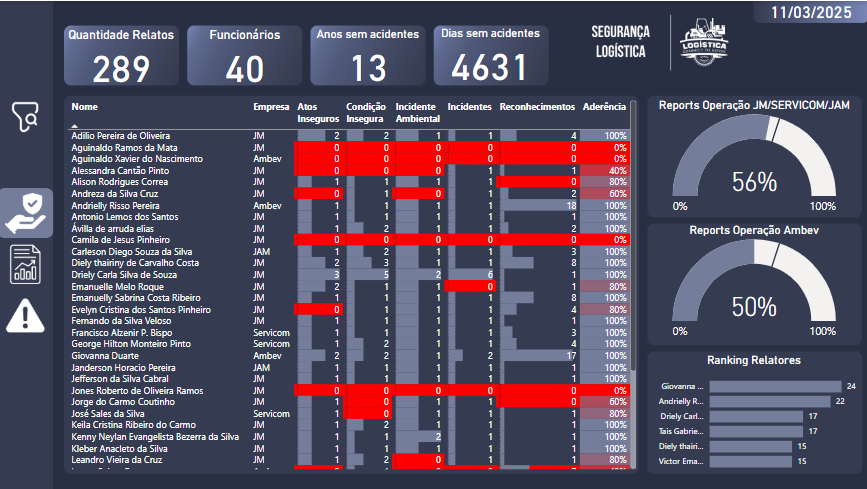 11/03/2025
Quantidade Relatos
289
Funcionários
40
Anos sem acidentes
13
Dias sem acidentes
4631
SEGURANÇA
LOGÍSTICA
LOGÍSTICA
Nome Empresa Atos Inseguros Condição Insegura Incidente Ambiental Incidentes Reconhecimentos Aderência
Adilio Pereira de Oliveira JM 2 2 1 1 4 100%
Aguinaldo Ramos da Mata JM 0 0 0 0 0 0%
Aguinaldo Xavier do Nascimento Ambev 0 0 0 0 0 0%
Alessandra Cantão Pinto JM 0 0 0 1 1 40%
Alison Rodrigues Correa JM 1 1 1 1 0 80%
Andreza da Silva Cruz JM 0 1 0 1 2 60%
Andrielly Risso Pereira Ambev 1 1 1 1 18 100%
Antonio Lemos dos Santos JM 1 1 1 1 1 100%
Ávilla de arruda elias JM 1 2 1 1 2 100%
Camila de Jesus Pinheiro JM 0 0 0 0 0 0%
Carleson Diego Souza da Silva JAM 1 2 1 1 3 100%
Diely thairiny de Carvalho Costa JM 2 3 1 1 8 100%
Driely Carla Silva de Souza JM 3 5 2 6 1 100%
Emanuelle Melo Roque JM 2 1 1 0 1 80%
Emanuelly Sabrina Costa Ribeiro JM 1 1 1 1 8 100%
Evelyn Cristina dos Santos Pinheiro JM 0 1 1 1 4 80%
Fernando da Silva Veloso JM 1 1 1 1 1 100%
Francisco Alzenir P. Bispo Servicom 1 1 1 1 3 100%
George Hilton Monteiro Pinto Servicom 1 2 1 1 4 100%
Giovanna Duarte Ambev 2 2 1 2 17 100%
Janderson Horacio Pereira JAM 1 1 1 1 1 100%
Jefferson da Silva Cabral JM 1 1 1 1 1 100%
Jones Roberto de Oliveira Ramos JM 0 0 0 0 0 0%
Jorge do Carmo Coutinho JM 1 0 1 1 0 60%
José Sales da Silva Servicom 1 0 1 1 1 80%
Keila Cristina Ribeiro do Carmo JM 1 2 1 1 1 100%
Kenny Neylan Evangelista Bezerra da Silva JM 1 1 2 1 1 100%
Kleber Anacleto da Silva JM 1 1 1 1 1 100%
Leandro Vieira da Cruz JM 1 1 0 1 1 80%
Reports Operação JM/SERVICOM/JAM
56%
0% 100%
Reports Operação Ambev
50%
0% 100%
Ranking Relatores
Giovanna ... 24
Andrielly R... 22
Driely Carl... 17
Tais Gabrie... 17
Diely thairi... 15
Victor Ema... 15